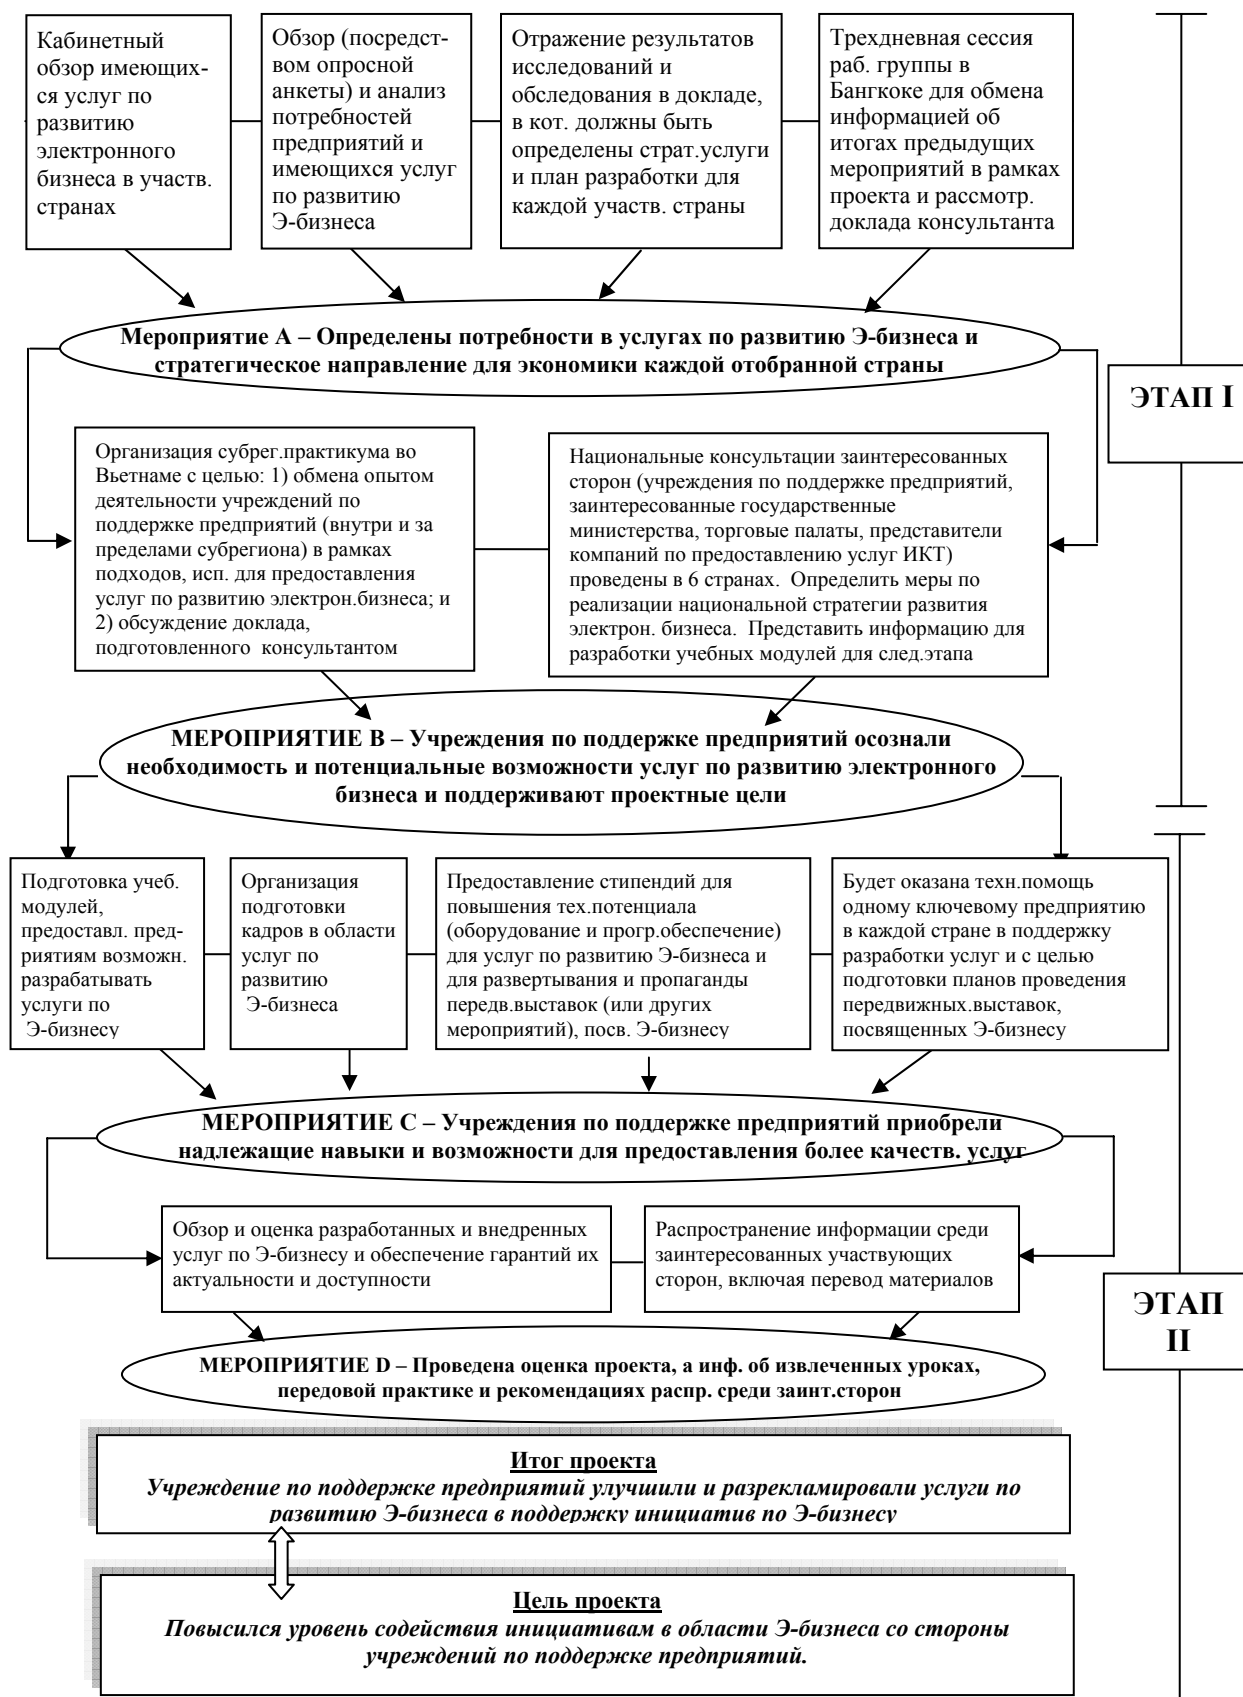 Кабинетный
обзор имеющих-
ся услуг по
развитию
электронного
бизнеса в участв.
странах
Обзор (посредст-
вом опросной
анкеты) и анализ
потребностей
предприятий и
имеющихся услуг
по развитию
Э-бизнеса
Отражение результатов
исследований и
обследования в докладе,
в кот. должны быть
определены страт.услуги
и план разработки для
каждой участв. страны
Трехдневная сессия
раб. группы в
Бангкоке для обмена
информацией об
итогах предыдущих
мероприятий в рамках
проекта и рассмотр.
доклада консультанта
Мероприятие А – Определены потребности в услугах по развитию Э-бизнеса и
стратегическое направление для экономики каждой отобранной страны
ЭТАП I
Организация субрег.практикума во
Вьетнаме с целью: 1) обмена опытом
деятельности учреждений по
поддержке предприятий (внутри и за
пределами субрегиона) в рамках
подходов, исп. для предоставления
услуг по развитию электрон.бизнеса; и
2) обсуждение доклада,
подготовленного консультантом
Национальные консультации заинтересованных
сторон (учреждения по поддержке предприятий,
заинтересованные государственные
министерства, торговые палаты, представители
компаний по предоставлению услуг ИКТ)
проведены в 6 странах. Определить меры по
реализации национальной стратегии развития
электрон. бизнеса. Представить информацию для
разработки учебных модулей для след.этапа
МЕРОПРИЯТИЕ В – Учреждения по поддержке предприятий осознали
необходимость и потенциальные возможности услуг по развитию электронного
бизнеса и поддерживают проектные цели
Подготовка учеб.
модулей,
предоставл. пред-
приятиям возможн.
разрабатывать
услуги по
Э-бизнесу
Организация
подготовки
кадров в области
услуг по
развитию
Э-бизнеса
Предоставление стипендий для
повышения тех.потенциала
(оборудование и прогр.обеспечение)
для услуг по развитию Э-бизнеса и
для развертывания и пропаганды
передв.выставок (или других
мероприятий), посв. Э-бизнесу
Будет оказана техн.помощь
одному ключевому предприятию
в каждой стране в поддержку
разработки услуг и с целью
подготовки планов проведения
передвижных.выставок,
посвященных Э-бизнесу
МЕРОПРИЯТИЕ С – Учреждения по поддержке предприятий приобрели
надлежащие навыки и возможности для предоставления более качеств. услуг
Обзор и оценка разработанных и внедренных
услуг по Э-бизнесу и обеспечение гарантий их
актуальности и доступности
Распространение информации среди
заинтересованных участвующих
сторон, включая перевод материалов
ЭТАП
II
МЕРОПРИЯТИЕ D – Проведена оценка проекта, а инф. об извлеченных уроках,
передовой практике и рекомендациях распр. среди заинт.сторон
Итог проекта
Учреждение по поддержке предприятий улучшили и разрекламировали услуги по
развитию Э-бизнеса в поддержку инициатив по Э-бизнесу
Цель проекта
Повысился уровень содействия инициативам в области Э-бизнеса со стороны
учреждений по поддержке предприятий.